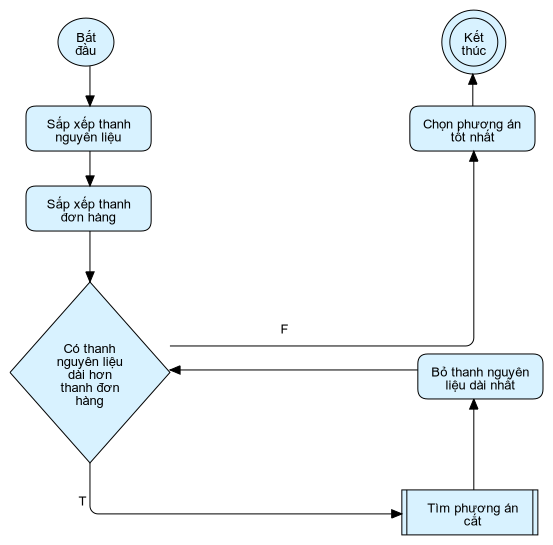 Bắt
đầu
Sắp xếp thanh
nguyên liệu
Sắp xếp thanh
đơn hàng
Có thanh
nguyên liệu
dài hơn
thanh đơn
hàng
T
F
Tìm phương án
cắt
Bỏ thanh nguyên
liệu dài nhất
Chọn phương án
tốt nhất
Kết
thúc